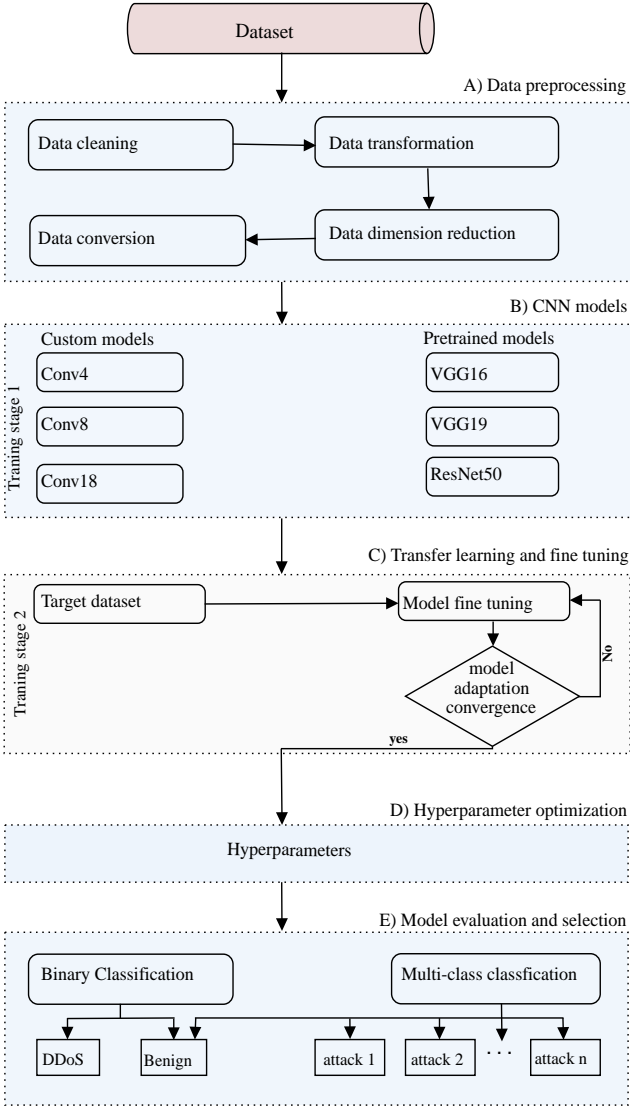 Dataset
A) Data preprocessing
Data cleaning
Data transformation
Data conversion
Data dimension reduction
B) CNN models
Traning stage 1
Custom models
Pretrained models
Conv4
VGG16
Conv8
VGG19
Conv18
ResNet50
C) Transfer learning and fine tuning
Traning stage 2
Target dataset
Model fine tuning
No
model
adaptation
convergence
yes
D) Hyperparameter optimization
Hyperparameters
E) Model evaluation and selection
Binary Classification
Multi-class classfication
DDoS
Benign
attack 1
attack 2
. . .
attack n